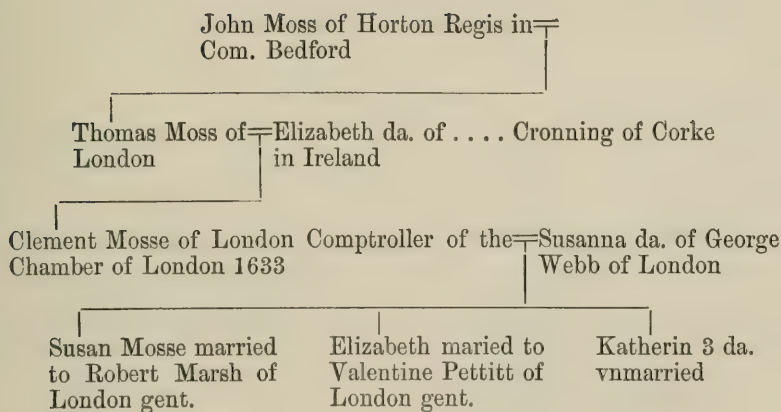 John Moss of Horton Regis in
Com. Bedford
Thomas Moss of
London
Elizabeth da. of . . . . Cronning of Corke
in Ireland
Clement Mosse of London Comptroller of the
Chamber of London 1633
Susanna da. of George
Webb of London
Susan Mosse married
to Robert Marsh of
London gent.
Elizabeth maried to
Valentine Pettitt of
London gent.
Katherin 3 da.
vnmarried